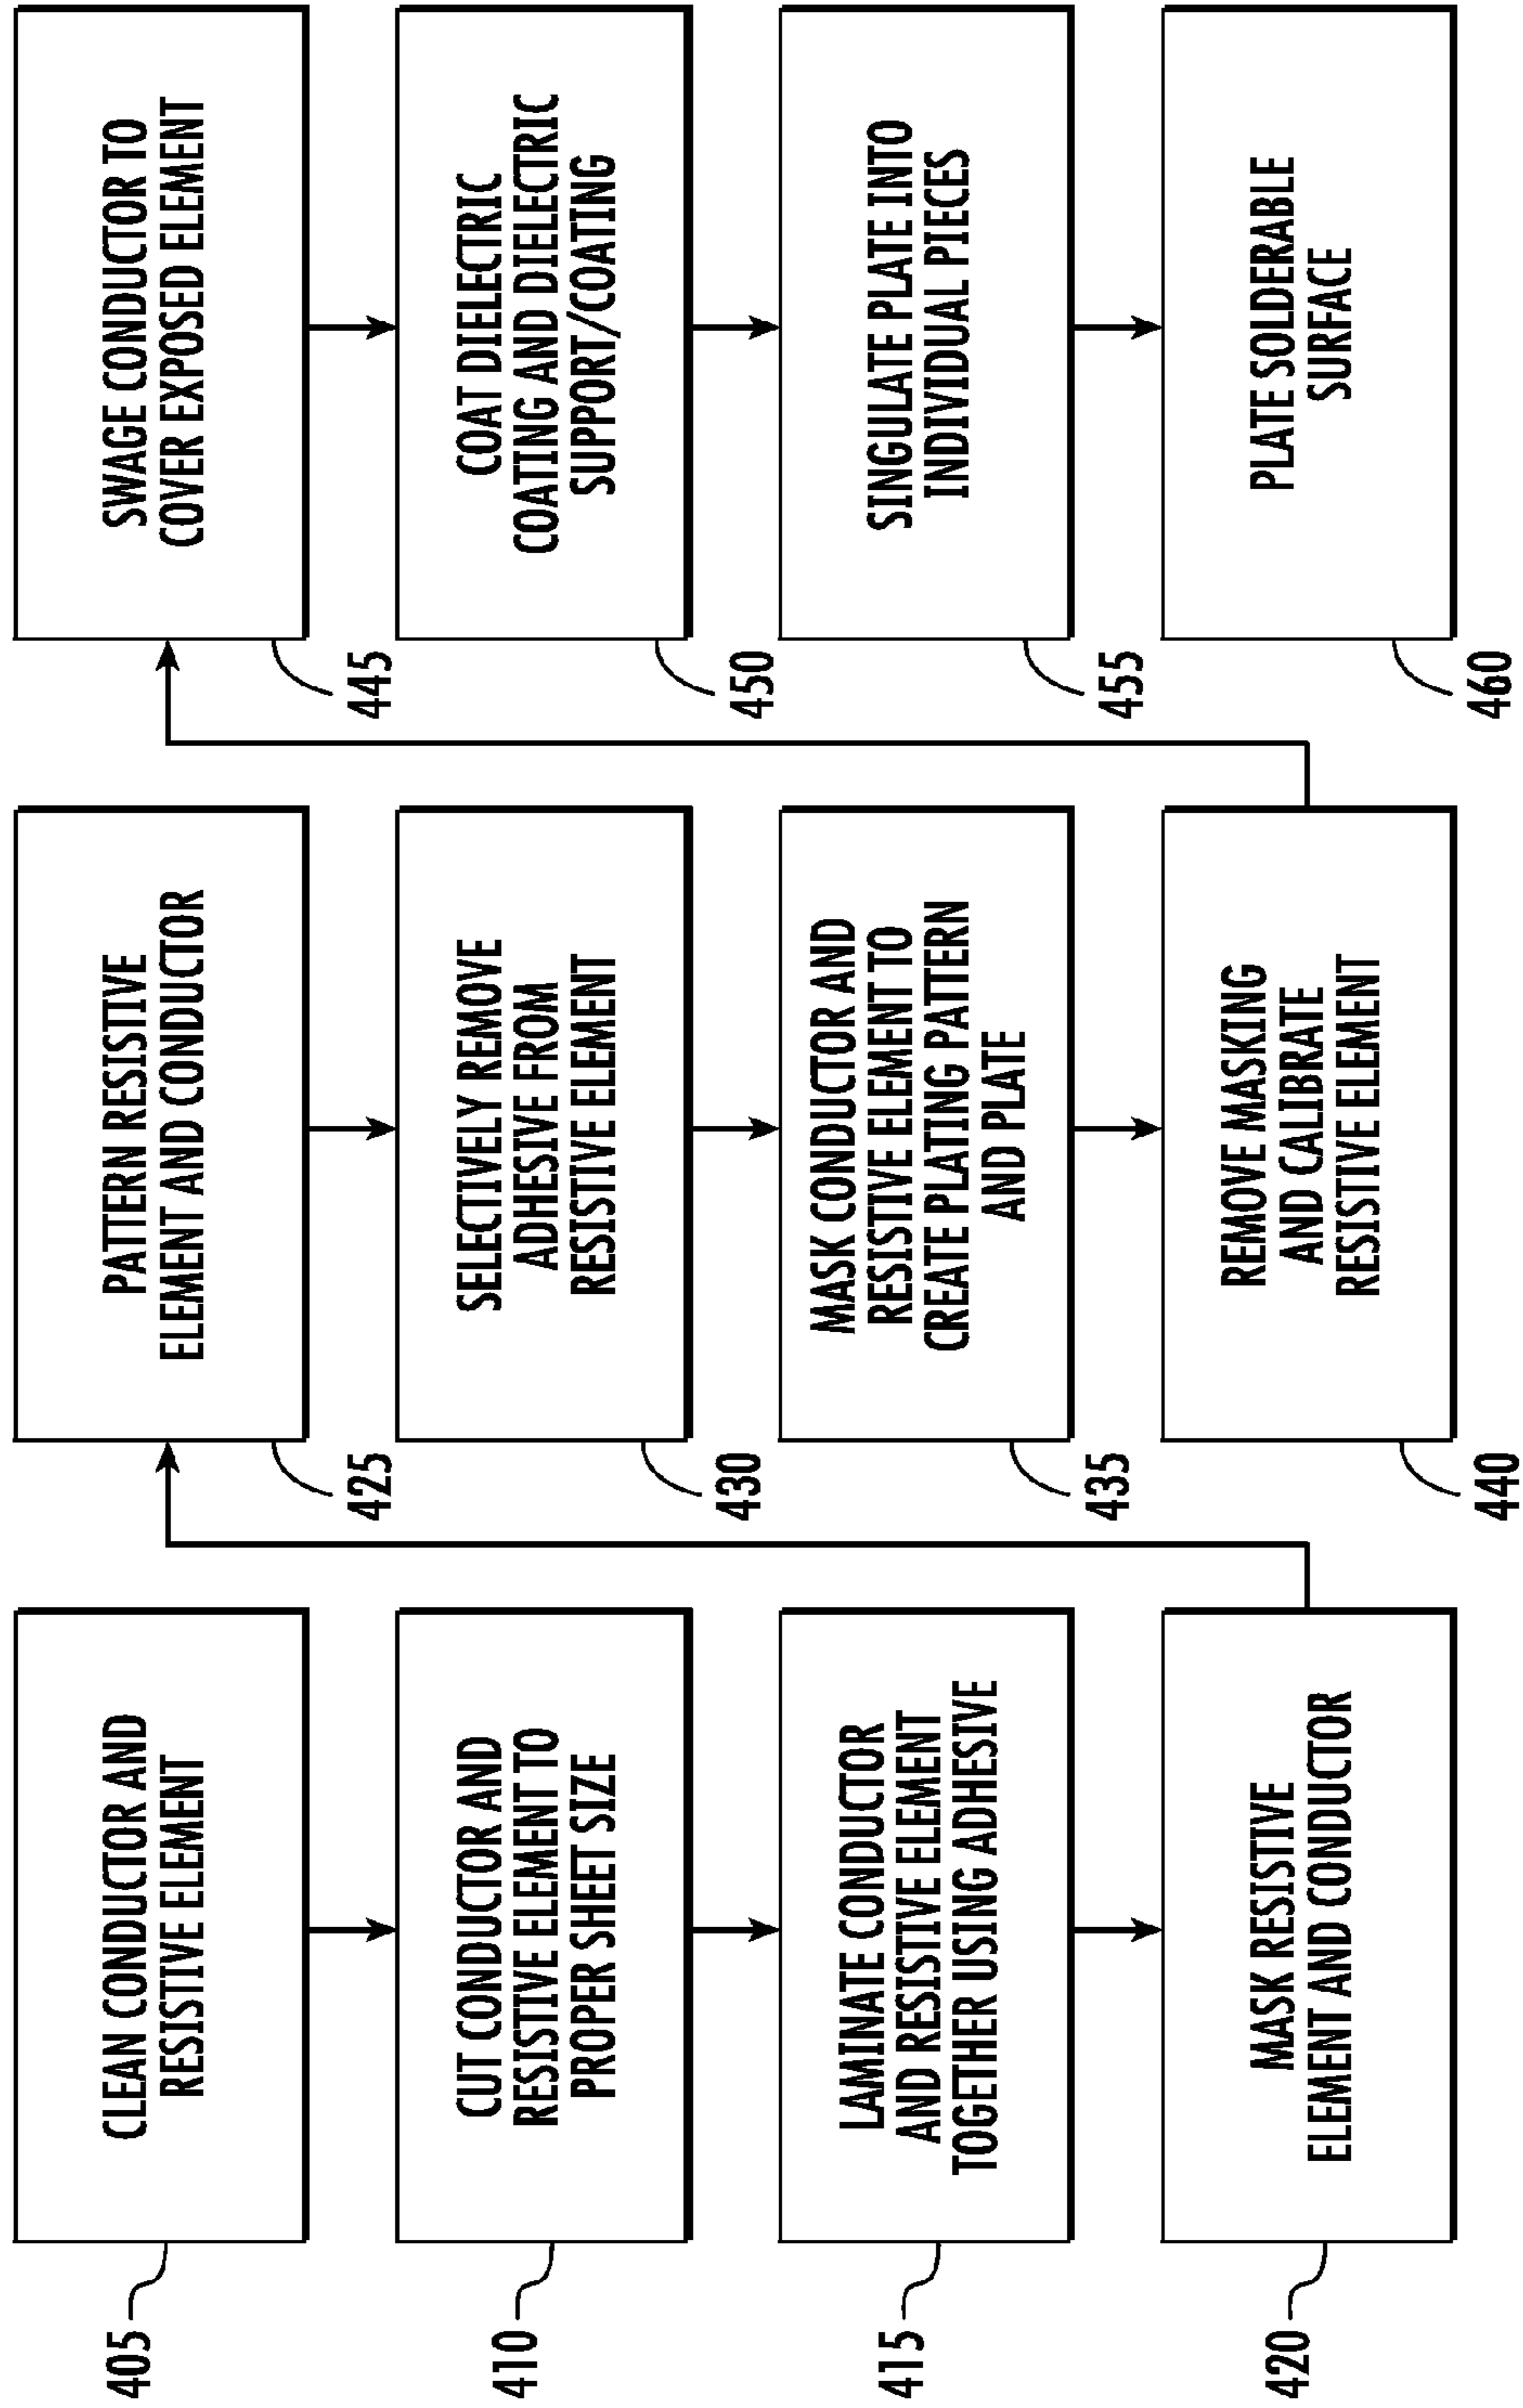 405
CLEAN CONDUCTOR AND
RESISTIVE ELEMENT
410
CUT CONDUCTOR AND
RESISTIVE ELEMENT TO
PROPER SHEET SIZE
415
LAMINATE CONDUCTOR
AND RESISTIVE ELEMENT
TOGETHER USING ADHESIVE
420
MASK RESISTIVE
ELEMENT AND CONDUCTOR
425
PATTERN RESISTIVE
ELEMENT AND CONDUCTOR
430
SELECTIVELY REMOVE
ADHESIVE FROM
RESISTIVE ELEMENT
435
MASK CONDUCTOR AND
RESISTIVE ELEMENT TO
CREATE PLATING PATTERN
AND PLATE
440
REMOVE MASKING
AND CALIBRATE
RESISTIVE ELEMENT
445
SWAGE CONDUCTOR TO
COVER EXPOSED ELEMENT
450
COAT DIELECTRIC
COATING AND DIELECTRIC
SUPPORT/COATING
455
SINGULATE PLATE INTO
INDIVIDUAL PIECES
460
PLATE SOLDERABLE
SURFACE